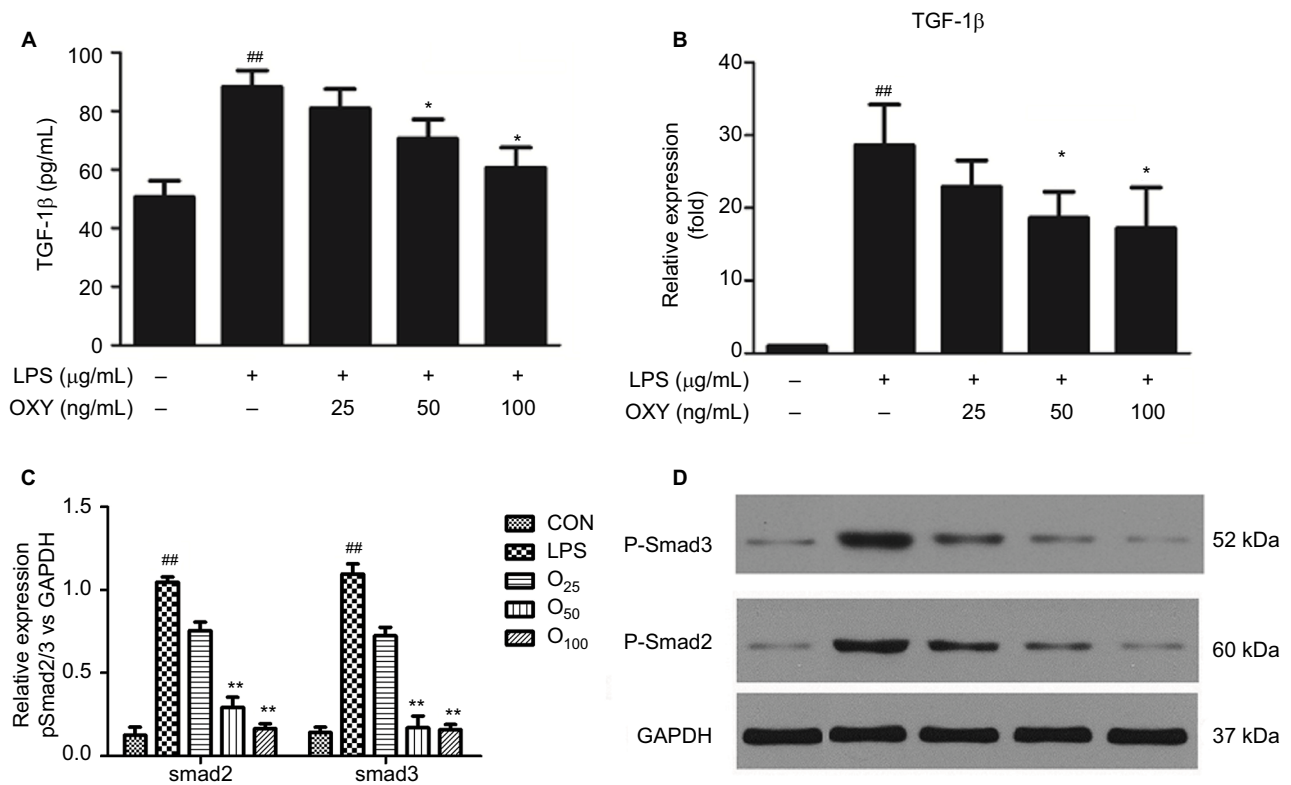 A
TGF-1β (pg/mL)
100
80
60
40
20
0
##
*
*
LPS (μg/mL) – + + + +
OXY (ng/mL) – – 25 50 100
B
TGF-1β
Relative expression
(fold)
40
30
20
10
0
##
*
*
LPS (μg/mL) – + + + +
OXY (ng/mL) – – 25 50 100
C
Relative expression
pSmad2/3 vs GAPDH
1.5
1.0
0.5
0.0
##
**
**
##
**
**
smad2 smad3
CON
LPS
O25
O50
O100
D
P-Smad3 52 kDa
P-Smad2 60 kDa
GAPDH 37 kDa